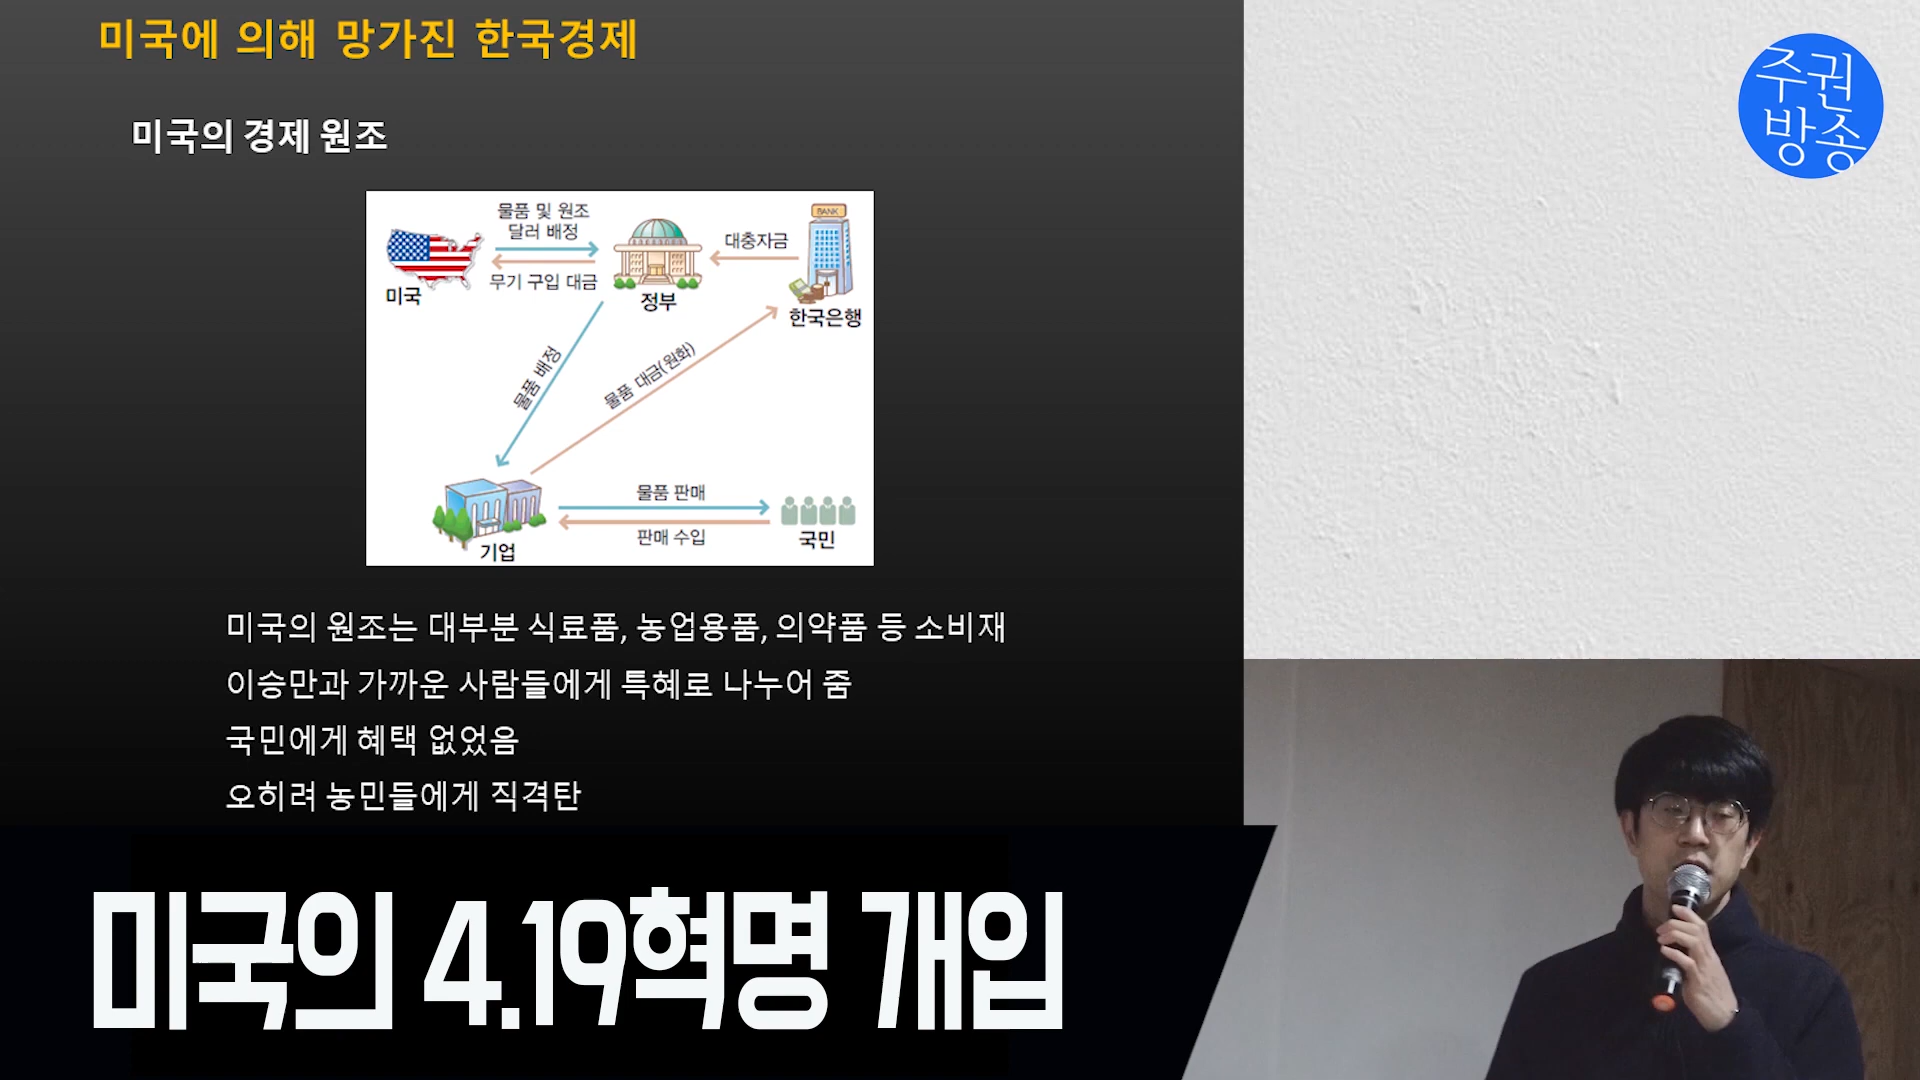 미국에 의해 망가진 한국경제
주권
방송
미국의 경제 원조
물품 및 원조
달러 배정
무기 구입 대금
미국
정부
대충자금
BANK
한국은행
물품 배정
물품 대금(원화)
기업
물품 판매
판매 수입
국민
미국의 원조는 대부분 식료품, 농업용품, 의약품 등 소비재
이승만과 가까운 사람들에게 특혜로 나누어 줌
국민에게 혜택 없었음
오히려 농민들에게 직격탄
미국의 4.19혁명 개입